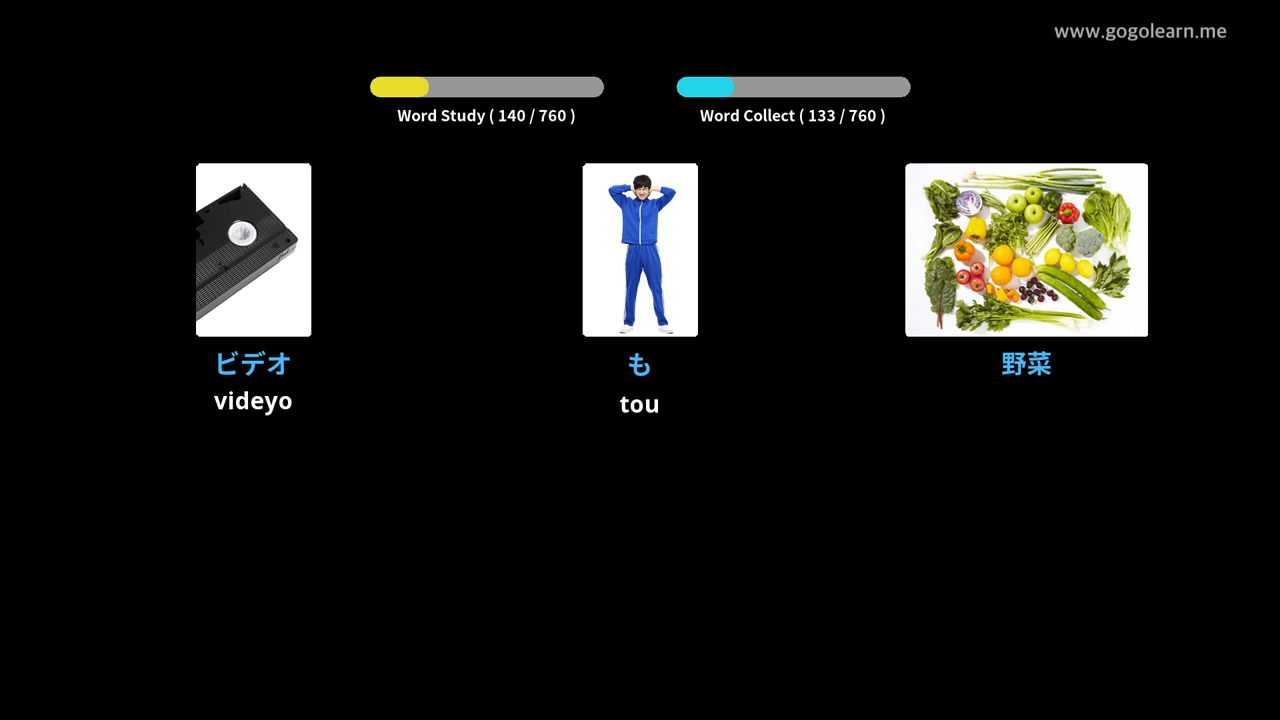 www.gogolearn.me
Word Study ( 140 / 760 )
Word Collect ( 133 / 760 )
ビデオ
videyo
も
tou
野菜